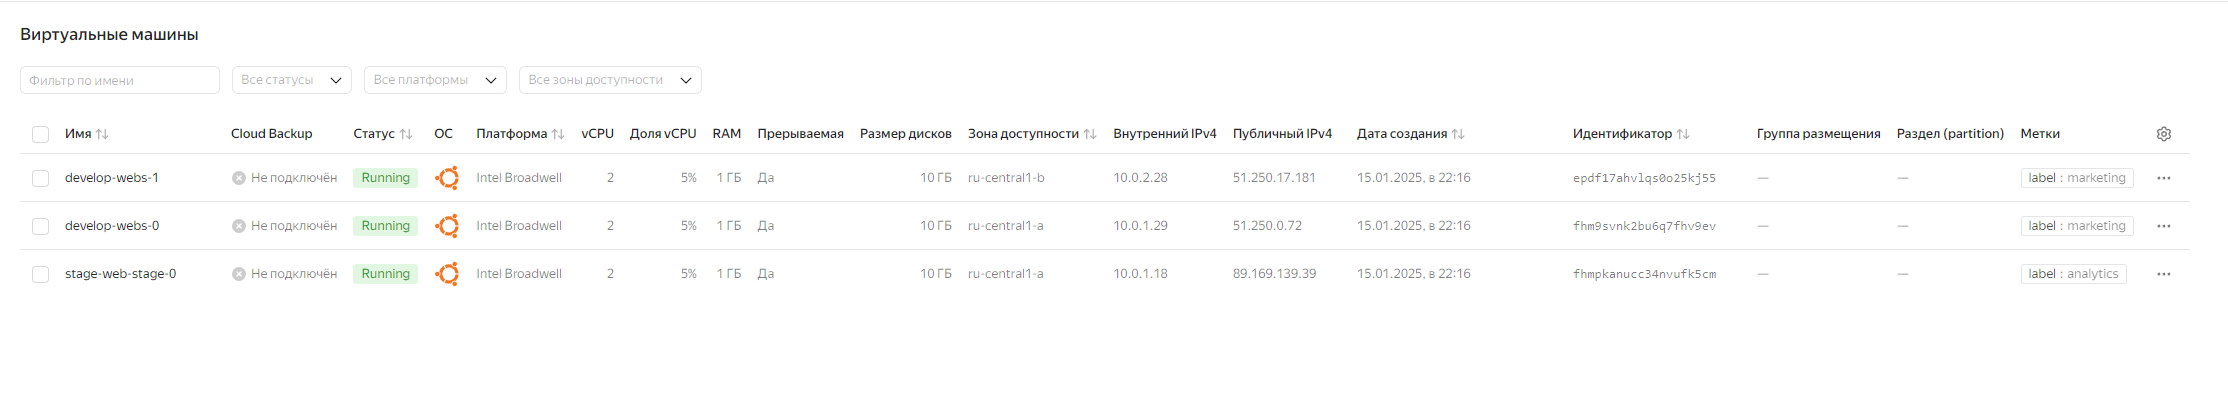 Виртуальные машины
Фильтр по имени Все статусы Все платформы Все зоны доступности
Имя Cloud Backup Статус ОС Платформа vCPU Доля vCPU RAM Прерываемая Размер дисков Зона доступности Внутренний IPv4 Публичный IPv4 Дата создания Идентификатор Группа размещения Раздел (partition) Метки
develop-webs-1 Не подключён Running Intel Broadwell 2 5% 1 ГБ Да 10 ГБ ru-central1-b 10.0.2.28 51.250.17.181 15.01.2025, в 22:16 epdf17ahvlqs0o25kj55 — — label : marketing
develop-webs-0 Не подключён Running Intel Broadwell 2 5% 1 ГБ Да 10 ГБ ru-central1-a 10.0.1.29 51.250.0.72 15.01.2025, в 22:16 fhm9svnk2bu6q7fhv9ev — — label : marketing
stage-web-stage-0 Не подключён Running Intel Broadwell 2 5% 1 ГБ Да 10 ГБ ru-central1-a 10.0.1.18 89.169.139.39 15.01.2025, в 22:16 fhmpkanucc34nvufk5cm — — label : analytics